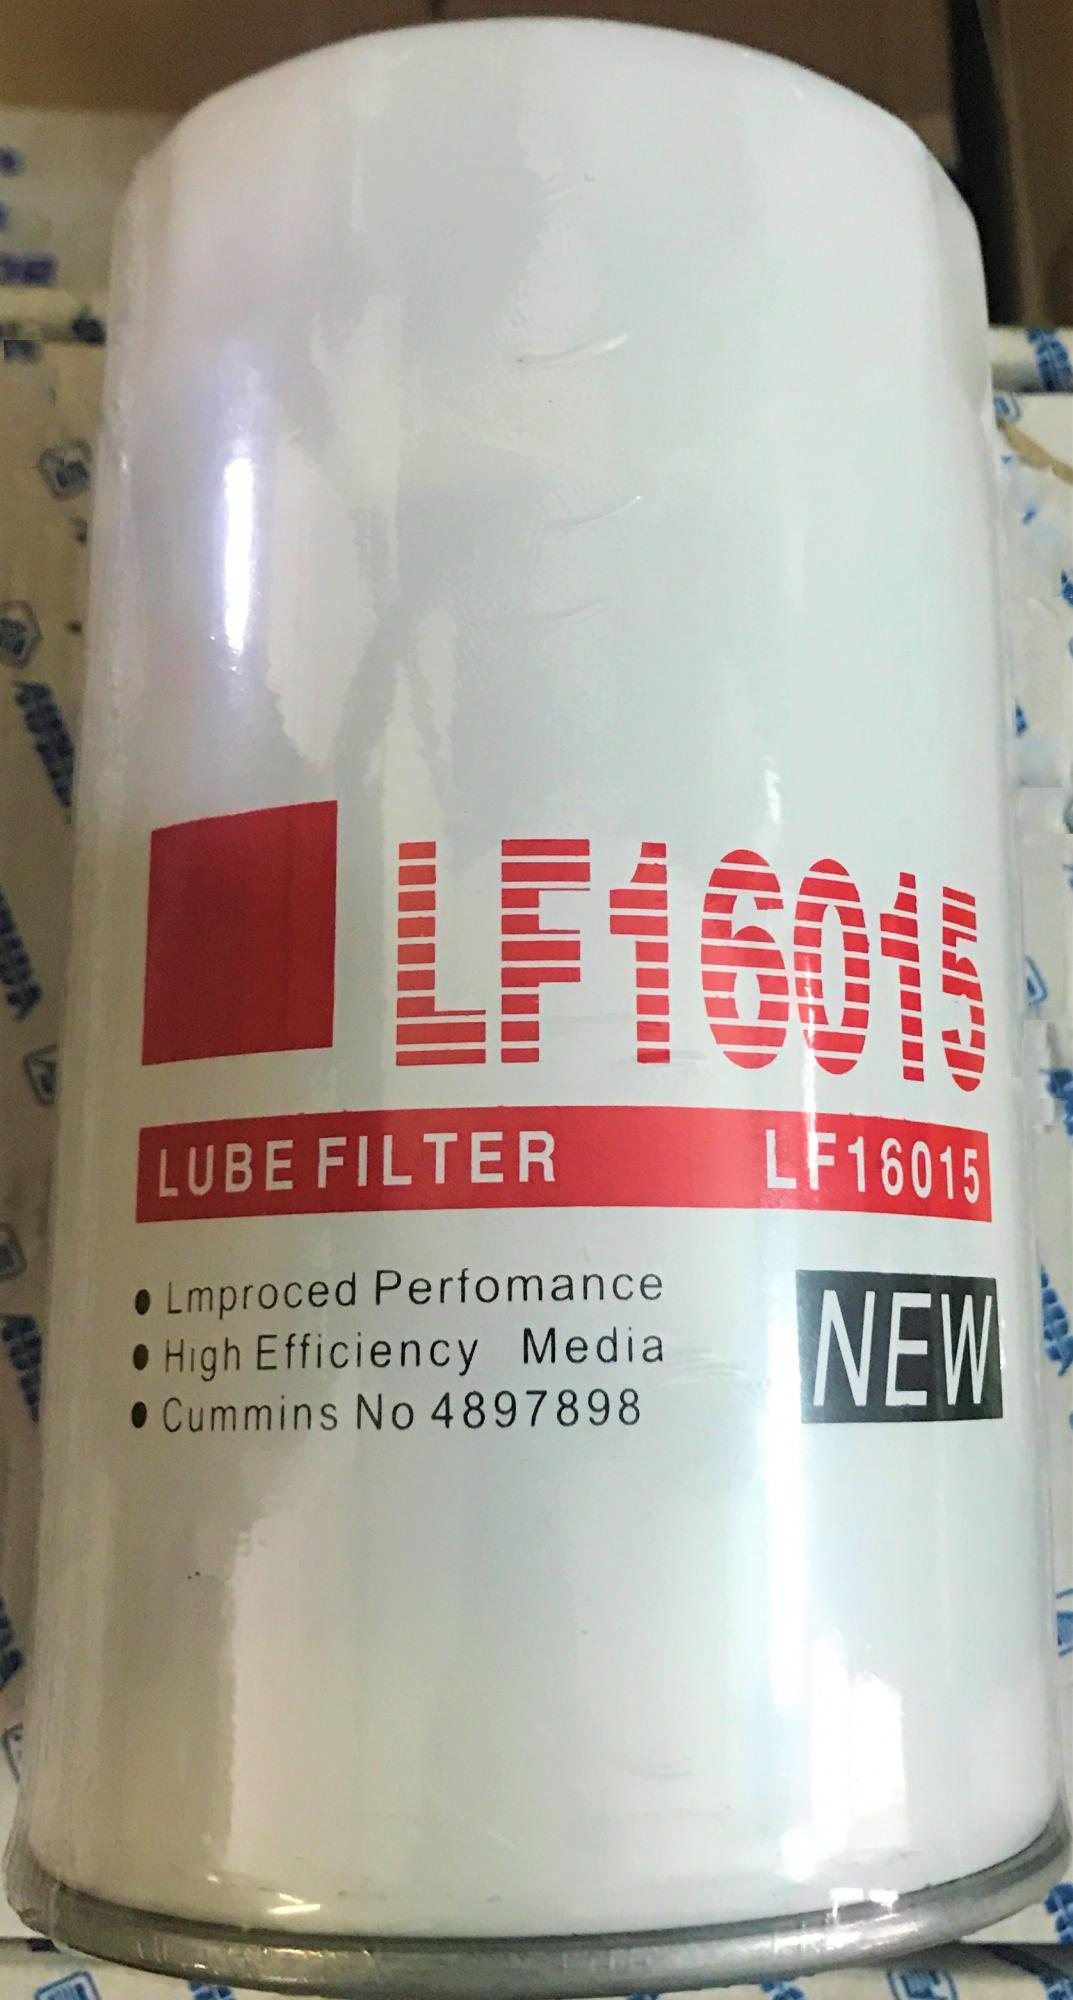 LF16015
LUBE FILTER LF16015
Lmproced Perfomance
High Efficiency Media
Cummins No 4897898
NEW